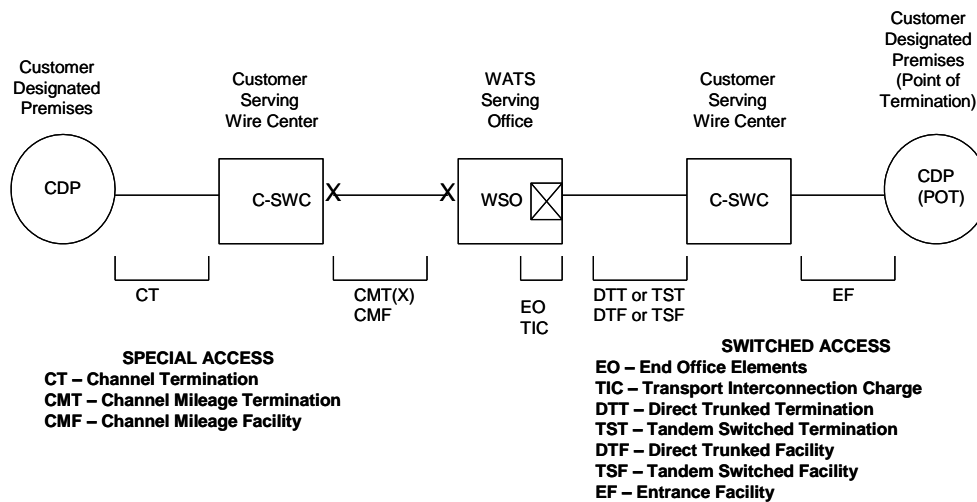 Customer
Designated
Premises
Customer
Serving
Wire Center
WATS
Serving
Office
Customer
Serving
Wire Center
Customer
Designated
Premises
(Point of
Termination)
CDP
C-SWC
X
X
WSO
C-SWC
CDP
(POT)
CT
CMT(X)
CMF
EO
TIC
DTT or TST
DTF or TSF
EF
SPECIAL ACCESS
CT – Channel Termination
CMT – Channel Mileage Termination
CMF – Channel Mileage Facility
SWITCHED ACCESS
EO – End Office Elements
TIC – Transport Interconnection Charge
DTT – Direct Trunked Termination
TST – Tandem Switched Termination
DTF – Direct Trunked Facility
TSF – Tandem Switched Facility
EF – Entrance Facility